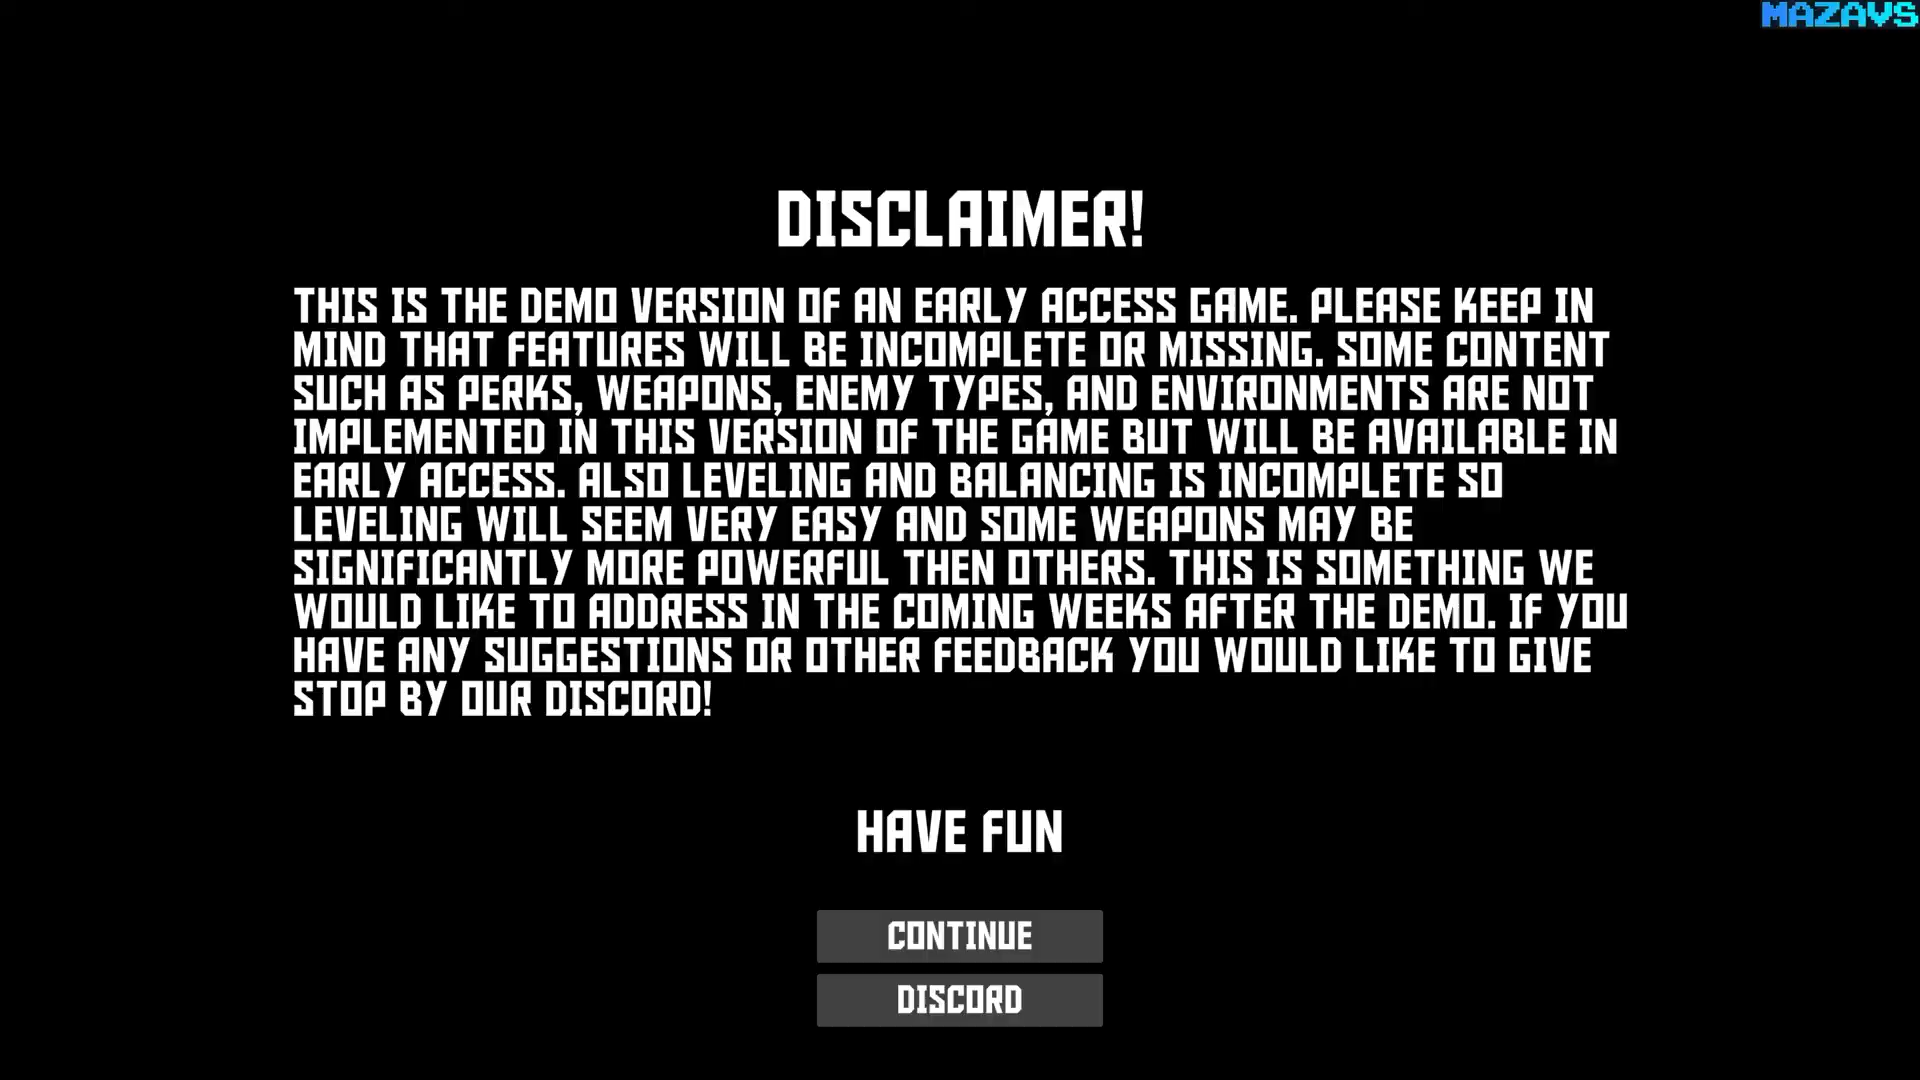 MAZAVS
DISCLAIMER!
THIS IS THE DEMO VERSION OF AN EARLY ACCESS GAME. PLEASE KEEP IN
MIND THAT FEATURES WILL BE INCOMPLETE OR MISSING. SOME CONTENT
SUCH AS PERKS, WEAPONS, ENEMY TYPES, AND ENVIRONMENTS ARE NOT
IMPLEMENTED IN THIS VERSION OF THE GAME BUT WILL BE AVAILABLE IN
EARLY ACCESS. ALSO LEVELING AND BALANCING IS INCOMPLETE SO
LEVELING WILL SEEM VERY EASY AND SOME WEAPONS MAY BE
SIGNIFICANTLY MORE POWERFUL THEN OTHERS. THIS IS SOMETHING WE
WOULD LIKE TO ADDRESS IN THE COMING WEEKS AFTER THE DEMO. IF YOU
HAVE ANY SUGGESTIONS OR OTHER FEEDBACK YOU WOULD LIKE TO GIVE
STOP BY OUR DISCORD!
HAVE FUN
CONTINUE
DISCORD